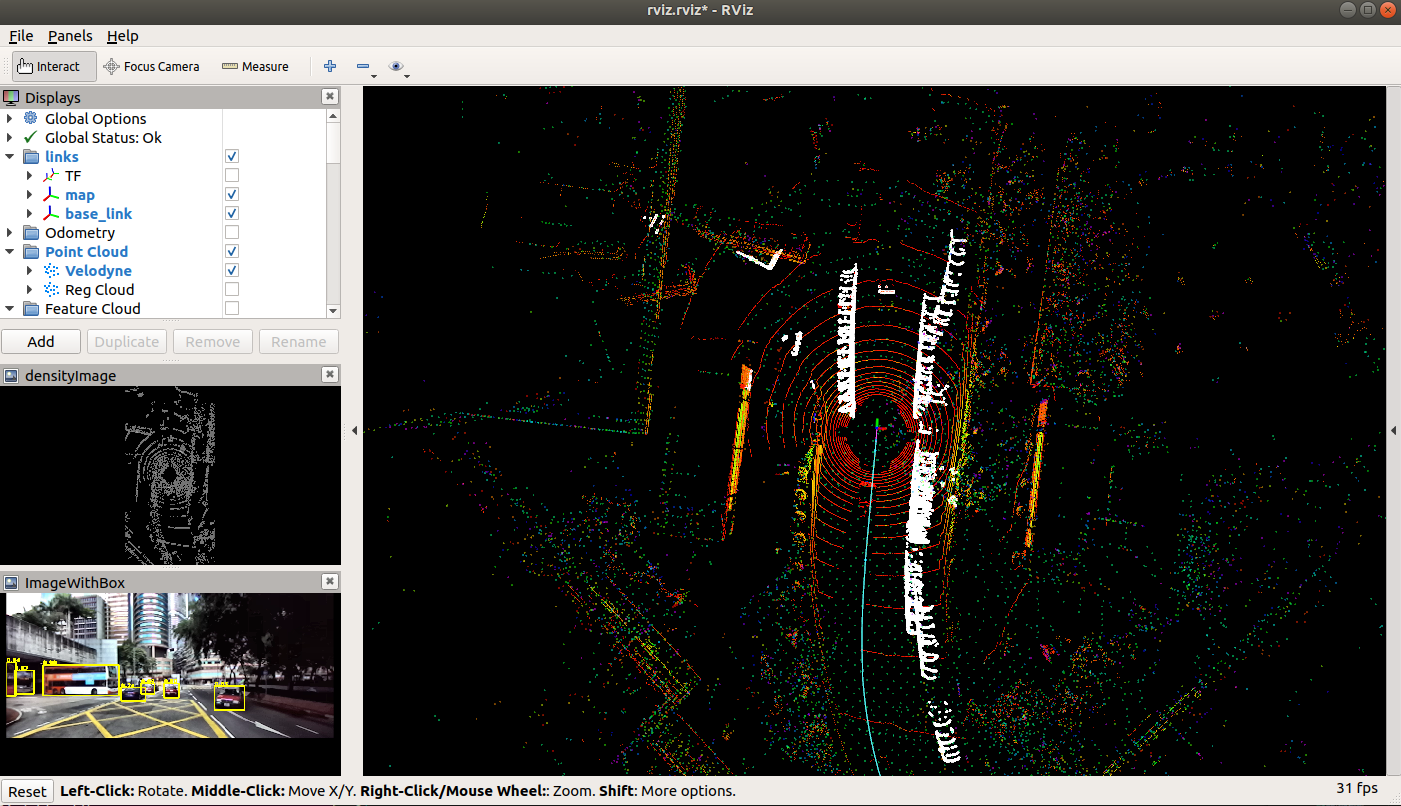 rviz.rviz* - RViz
File Panels Help
Interact Focus Camera Measure
Displays
Global Options
Global Status: Ok
links
TF
map
base_link
Odometry
Point Cloud
Velodyne
Reg Cloud
Feature Cloud
Add Duplicate Remove Rename
densityImage
ImageWithBox
Reset Left-Click: Rotate. Middle-Click: Move X/Y. Right-Click/Mouse Wheel:: Zoom. Shift: More options. 31 fps